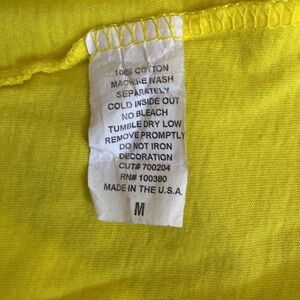 100% COTTON
MACHINE WASH
SEPARATELY
COLD INSIDE OUT
NO BLEACH
TUMBLE DRY LOW
REMOVE PROMPTLY
DO NOT IRON
DECORATION
CUT# 700204
RN# 100380
MADE IN THE U.S.A.
M